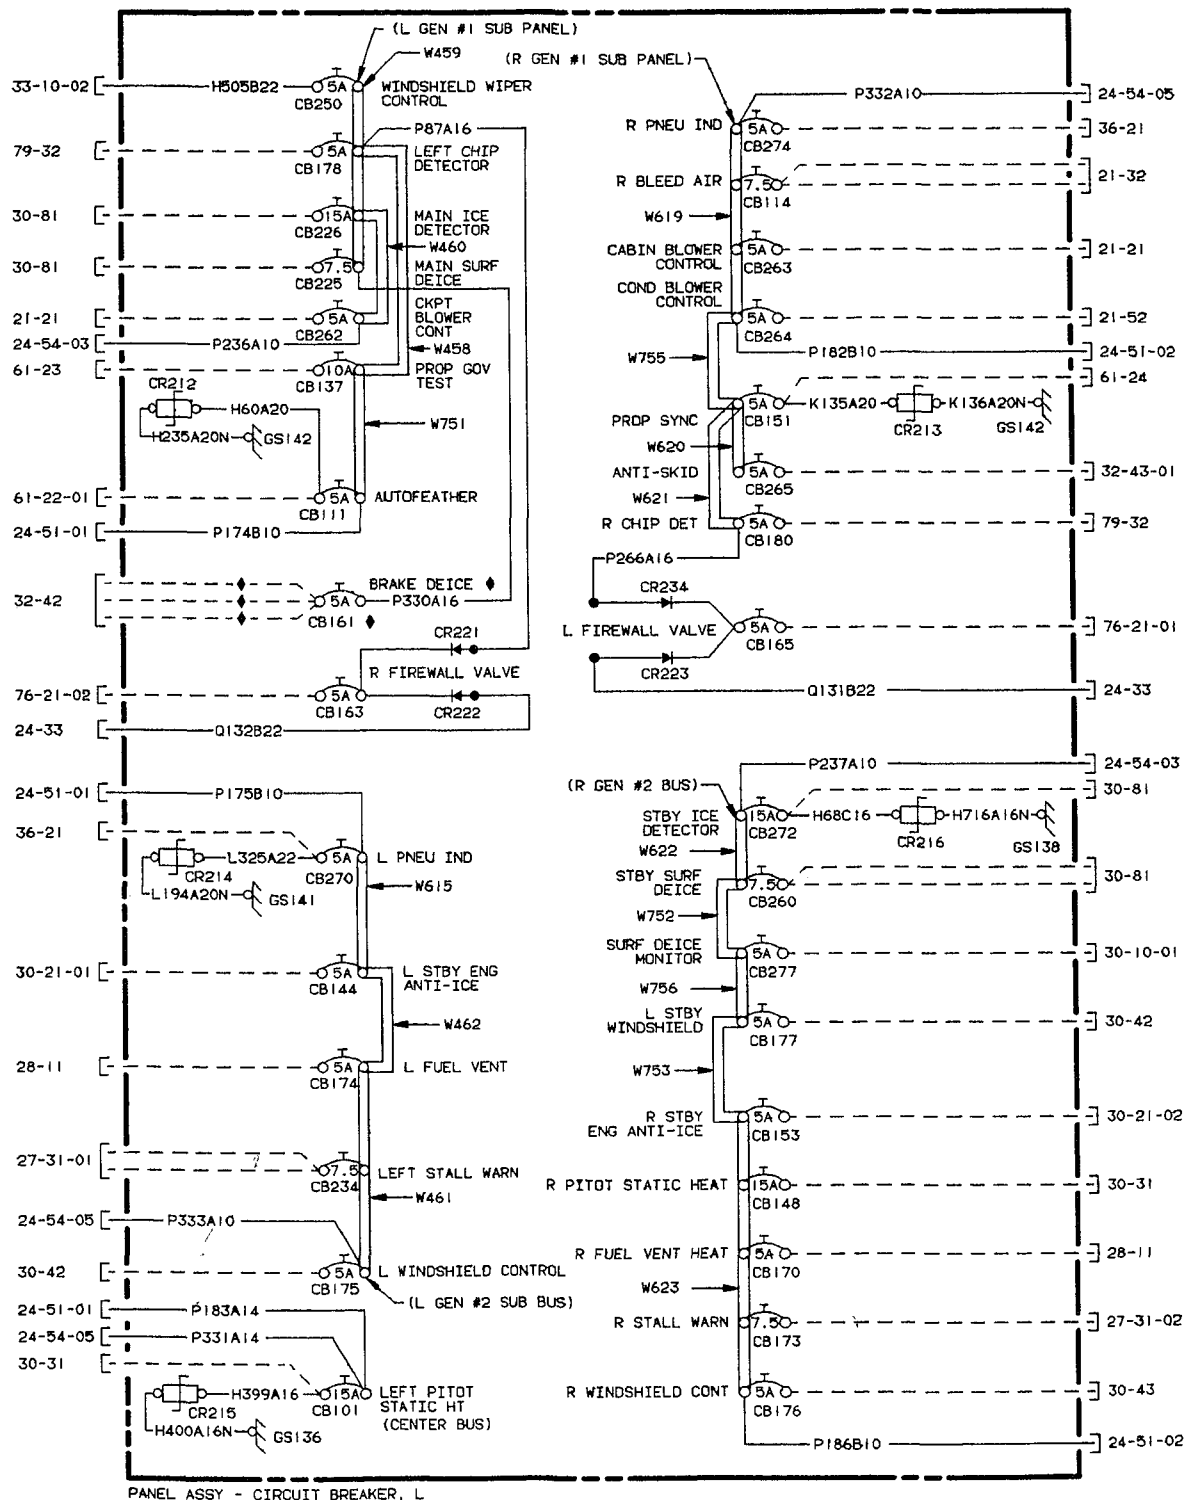 (L GEN #1 SUB PANEL)
W459
33-10-02
H505B22
5A
CB250
WINDSHIELD WIPER
CONTROL
P87A16
79-32
5A
CB178
LEFT CHIP
DETECTOR
30-81
15A
CB226
MAIN ICE
DETECTOR
W460
30-81
7.5
CB225
MAIN SURF
DEICE
21-21
5A
CB262
CKPT
BLOWER
CONT
24-54-03
P236A10
W458
61-23
10A
CB137
PROP GOV
TEST
CR212
H60A20
H235A20N
GS142
W751
61-22-01
5A
CB111
AUTOFEATHER
24-51-01
P174B10
32-42
BRAKE DEICE ♦
5A
P330A16
CB161 ♦
CR221
R FIREWALL VALVE
76-21-02
5A
CB163
CR222
24-33
Q132B22
24-51-01
P175B10
36-21
L325A22
5A
L PNEU IND
CR214
CB270
L194A20N
GS141
W615
30-21-01
5A
CB144
L STBY ENG
ANTI-ICE
W462
28-11
5A
CB174
L FUEL VENT
27-31-01
7.5
CB234
LEFT STALL WARN
W461
24-54-05
P333A10
30-42
5A
CB175
L WINDSHIELD CONTROL
(L GEN #2 SUB BUS)
24-51-01
P183A14
24-54-05
P331A14
30-31
H399A16
15A
CR215
CB101
LEFT PITOT
STATIC HT
(CENTER BUS)
H400A16N
GS136
(R GEN #1 SUB PANEL)
P332A10
24-54-05
R PNEU IND
5A
CB274
36-21
R BLEED AIR
7.5
CB114
21-32
W619
CABIN BLOWER
CONTROL
5A
CB263
21-21
COND BLOWER
CONTROL
5A
CB264
21-52
P182B10
24-51-02
W755
61-24
PROP SYNC
5A
CB151
K135A20
CR213
K136A20N
GS142
W620
ANTI-SKID
5A
CB265
32-43-01
W621
R CHIP DET
5A
CB180
79-32
P266A16
CR234
L FIREWALL VALVE
5A
CB165
76-21-01
CR223
Q131B22
24-33
P237A10
24-54-03
(R GEN #2 BUS)
30-81
STBY ICE
DETECTOR
15A
CB272
H68C16
CR216
H716A16N
GS138
W622
STBY SURF
DEICE
7.5
CB260
30-81
W752
SURF DEICE
MONITOR
5A
CB277
30-10-01
W756
L STBY
WINDSHIELD
5A
CB177
30-42
W753
R STBY
ENG ANTI-ICE
5A
CB153
30-21-02
R PITOT STATIC HEAT
15A
CB148
30-31
R FUEL VENT HEAT
5A
CB170
28-11
W623
R STALL WARN
7.5
CB173
27-31-02
R WINDSHIELD CONT
5A
CB176
30-43
P186B10
24-51-02
PANEL ASSY - CIRCUIT BREAKER, L